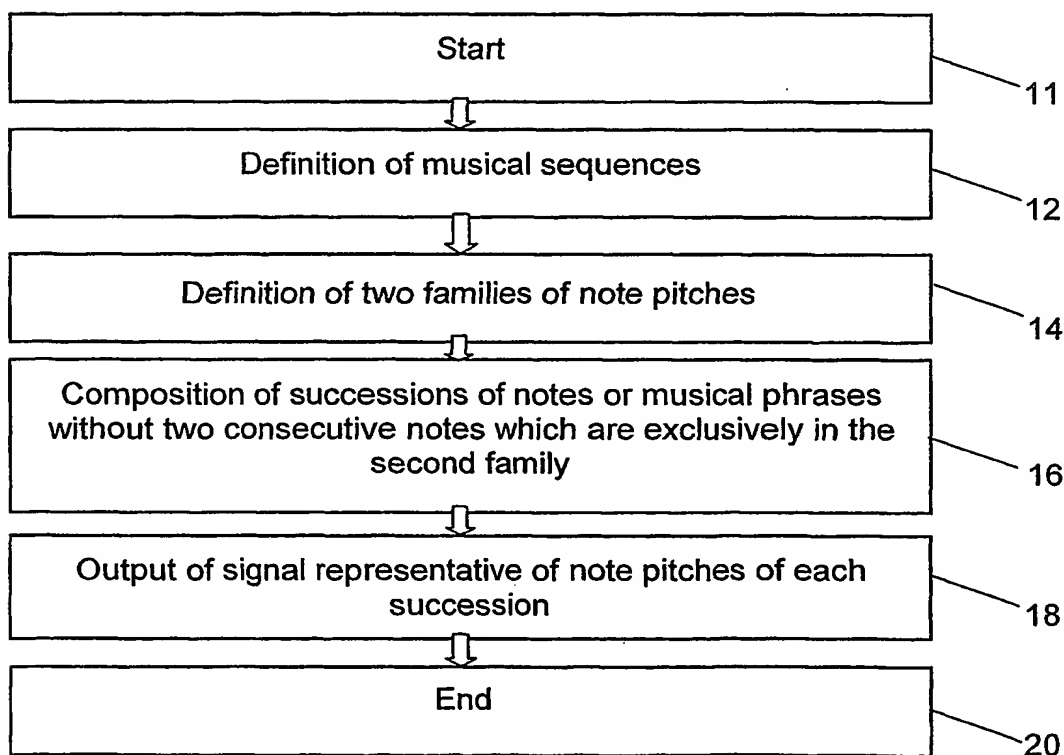 Start
11
Definition of musical sequences
12
Definition of two families of note pitches
14
Composition of successions of notes or musical phrases
without two consecutive notes which are exclusively in the
second family
16
Output of signal representative of note pitches of each
succession
18
End
20